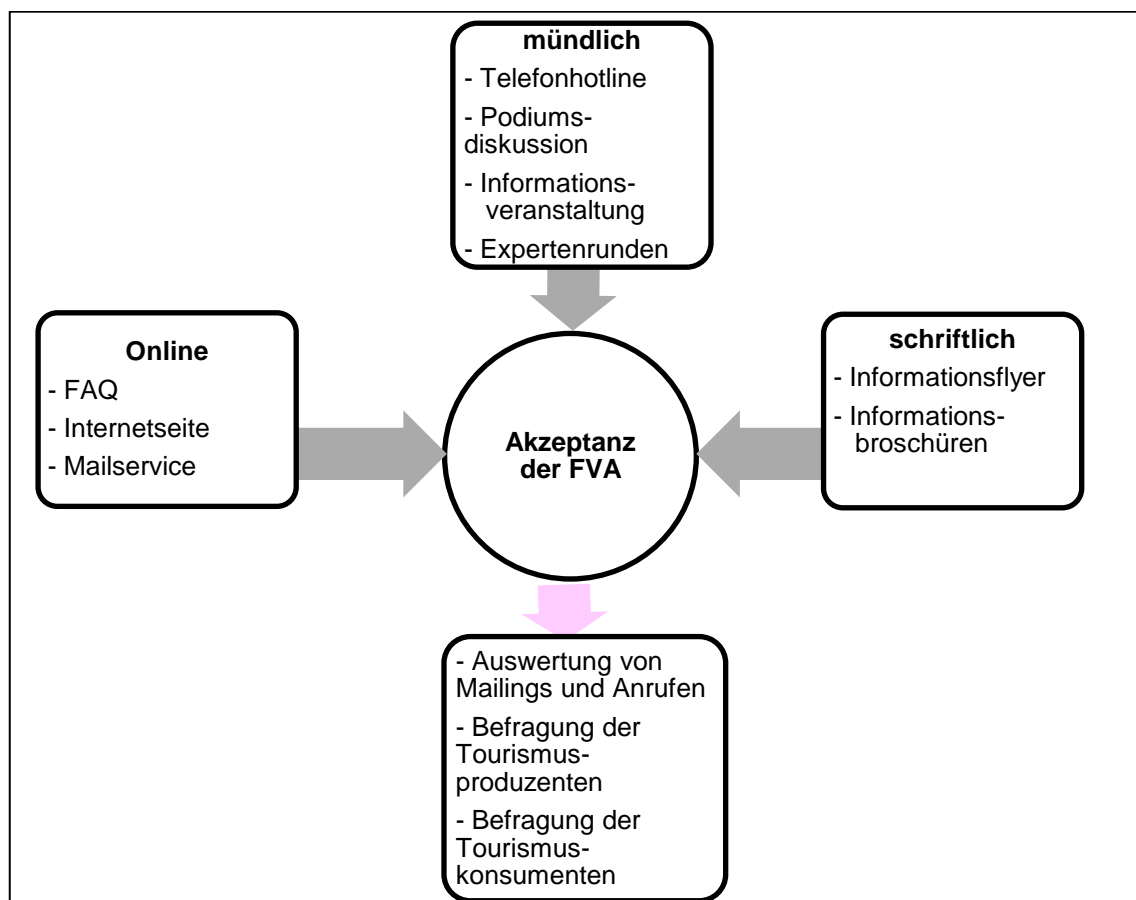 mündlich
- Telefonhotline
- Podiums-
diskussion
- Informations-
veranstaltung
- Expertenrunden
Online
- FAQ
- Internetseite
- Mailservice
Akzeptanz
der FVA
schriftlich
- Informationsflyer
- Informations-
broschüren
- Auswertung von
Mailings und Anrufen
- Befragung der
Tourismus-
produzenten
- Befragung der
Tourismus-
konsumenten